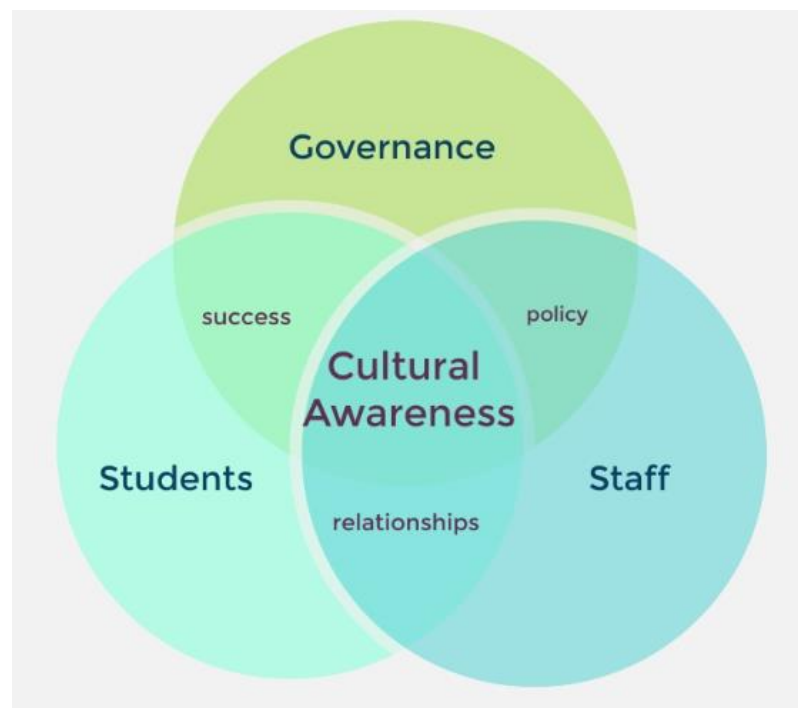 Governance
success
policy
Cultural
Awareness
Students
Staff
relationships